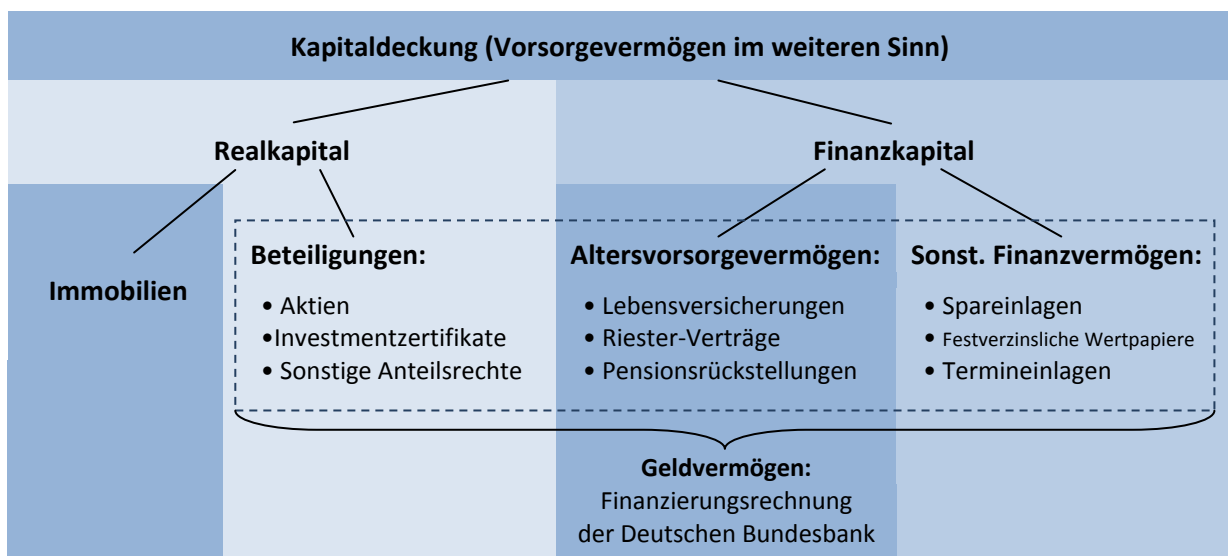 Kapitaldeckung (Vorsorgevermögen im weiteren Sinn)
Realkapital
Finanzkapital
Immobilien
Beteiligungen:
• Aktien
•Investmentzertifikate
• Sonstige Anteilsrechte
Altersvorsorgevermögen:
• Lebensversicherungen
• Riester-Verträge
• Pensionsrückstellungen
Sonst. Finanzvermögen:
• Spareinlagen
• Festverzinsliche Wertpapiere
• Termineinlagen
Geldvermögen:
Finanzierungsrechnung
der Deutschen Bundesbank